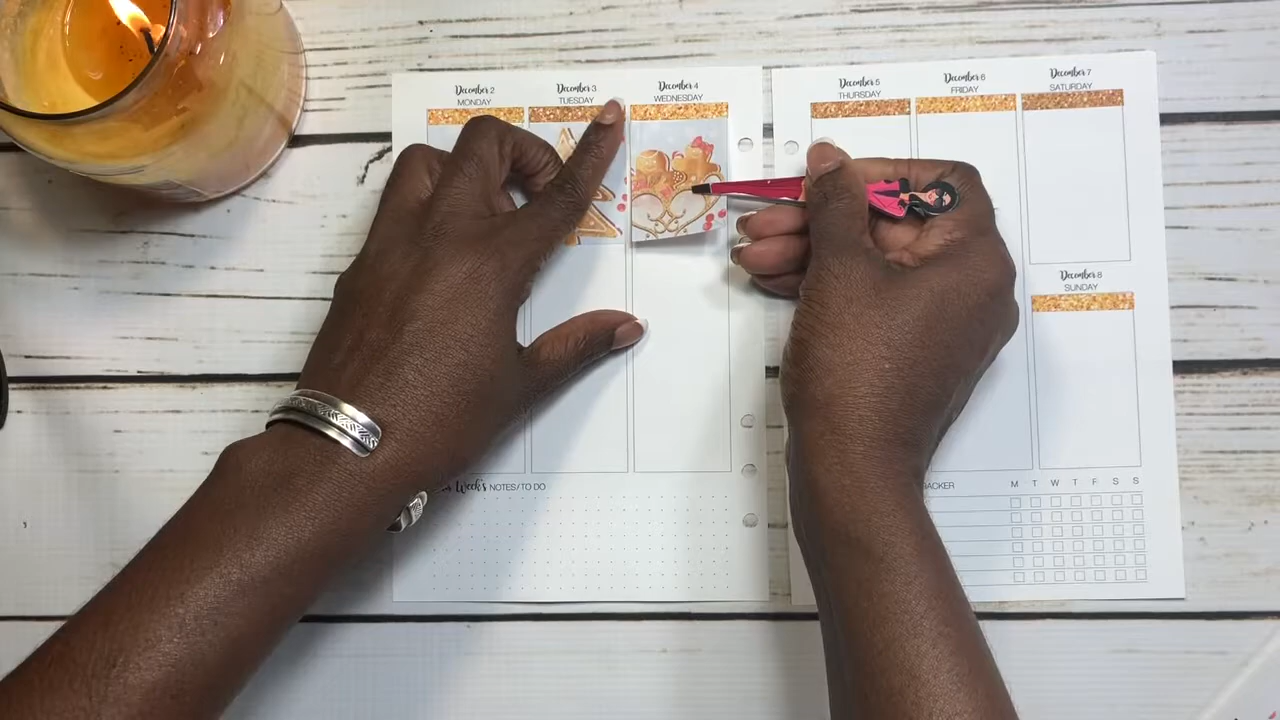 December 2
MONDAY
December 3
TUESDAY
December 4
WEDNESDAY
December 5
THURSDAY
December 6
FRIDAY
December 7
SATURDAY
December 8
SUNDAY
Week's NOTES/TO DO
M T W T F S S